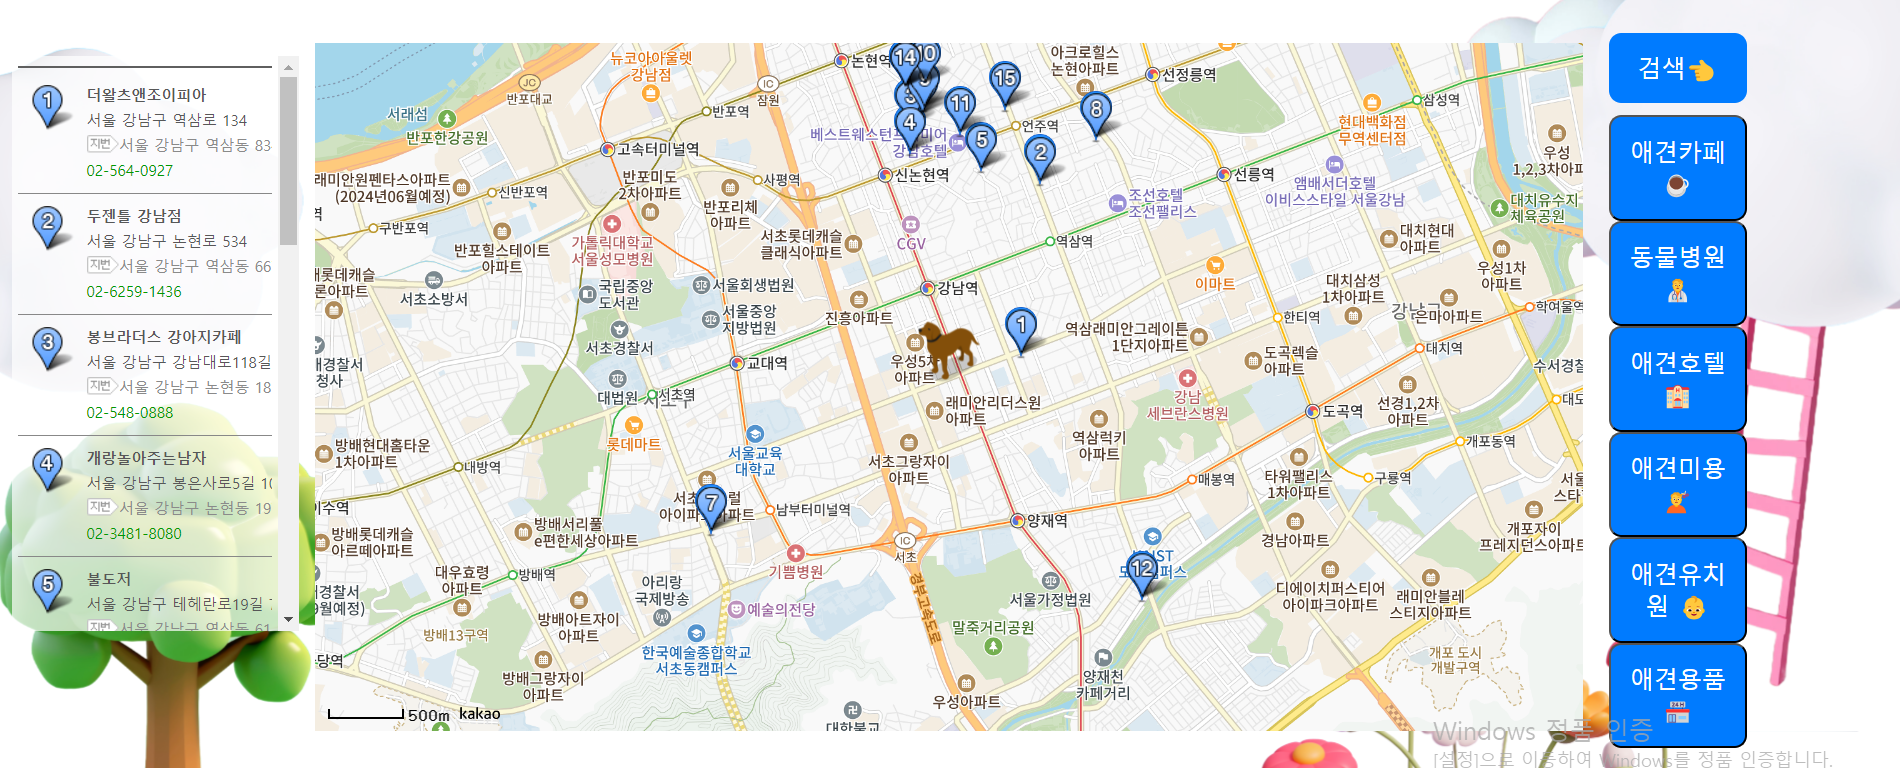 1
더왈츠앤조이피아
서울 강남구 역삼로 134
지번 서울 강남구 역삼동 83
02-564-0927
2
두젠틀 강남점
서울 강남구 논현로 534
지번 서울 강남구 역삼동 66
02-6259-1436
3
봉브라더스 강아지카페
서울 강남구 강남대로118길
지번 서울 강남구 논현동 18
02-548-0888
4
개랑놀아주는남자
서울 강남구 봉은사로5길 10
지번 서울 강남구 논현동 19
02-3481-8080
5
불도저
서울 강남구 테헤란로19길
지번 서울 강남구 역삼동 61
뉴코아아울렛
강남점
논현역
14
10
15
아크로힐스
논현아파트
선정릉역
JC
반포대교
JC
잠원
서래섬
반포한강공원
반포역
3
11
8
언주역
삼성역
현대백화점
무역센터점
우성
1,2,3차아파
4
베스트웨스턴
미어
강남호텔
5
2
고속터미널역
래미안원펜타스아파트
(2024년06월예정)
신반포역
반포미도
2차아파트
사평역
신논현역
선릉역
앰배서더호텔
이비스스타일 서울강남
조선호텔
조선팰리스
대치유수지
체육공원
반포리체
아파트
구반포역
반포힐스테이트
아파트
가톨릭대학교
서울성모병원
서초롯데캐슬
클래식아파트
CGV
역삼역
대치현대
아파트
우성1차
아파트
이마트
롯데캐슬
론아파트
서초소방서
국립중앙
도서관
서울회생법원
서울중앙
지방법원
진흥아파트
강남역
대치삼성
1차아파트
강남구
은마아파트
학여울역
1
역삼래미안그레이튼
1단지아파트
한티역
서초경찰서
경찰서
청사
교대역
우성5차
아파트
도곡렉슬
아파트
대치역
수서경찰서
대법원
서초역
서초구
래미안리더스원
아파트
강남
세브란스병원
도곡역
선경1,2차
아파트
롯데마트
방배현대홈타운
1차아파트
서울교육
대학교
역삼럭키
아파트
개포동역
내방역
서초그랑자이
아파트
타워팰리스
1차아파트
구룡역
매봉역
7
이수역
남부터미널역
양재역
방배롯데캐슬
아르떼아파트
방배서리풀
e편한세상아파트
IC
서초
기쁨병원
경남아파트
개포자이
프레지던스아파트
12
방배역
대우효령
아파트
아리랑
국제방송
경부고속도로
서울가정법원
디에이치퍼스티어
아이파크아파트
래미안블레
스티지아파트
예술의전당
방배아트자이
아파트
방배13구역
말죽거리공원
한국예술종합학교
서초동캠퍼스
방배그랑자이
아파트
양재천
카페거리
개포 도시
개발구역
우성아파트
대한불교
500m
kakao
검색
애견카페
동물병원
애견호텔
애견미용
애견유치
원
애견용품
Windows 정품 인증
[설정]으로 이동하여 Windows를 정품 인증합니다.